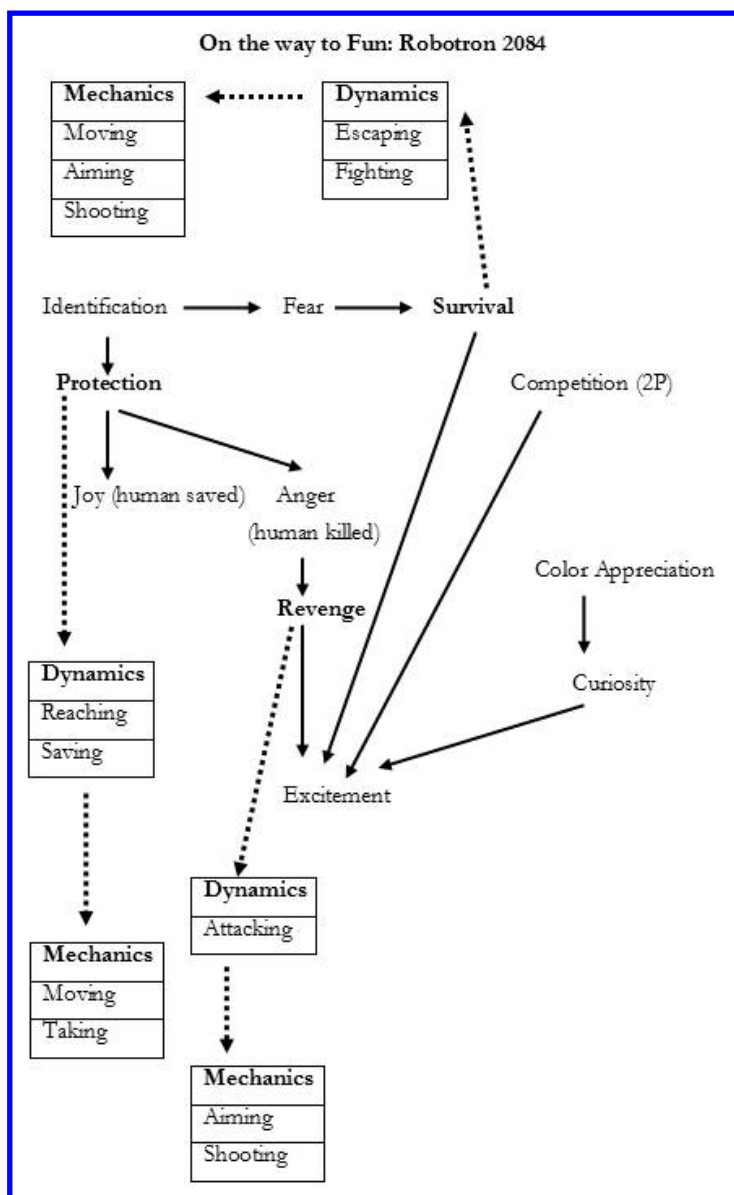 On the way to Fun: Robotron 2084
Mechanics
Moving
Aiming
Shooting
Dynamics
Escaping
Fighting
Identification
Fear
Survival
Protection
Competition (2P)
Joy (human saved)
Anger
(human killed)
Color Appreciation
Revenge
Dynamics
Reaching
Saving
Curiosity
Excitement
Dynamics
Attacking
Mechanics
Moving
Taking
Mechanics
Aiming
Shooting